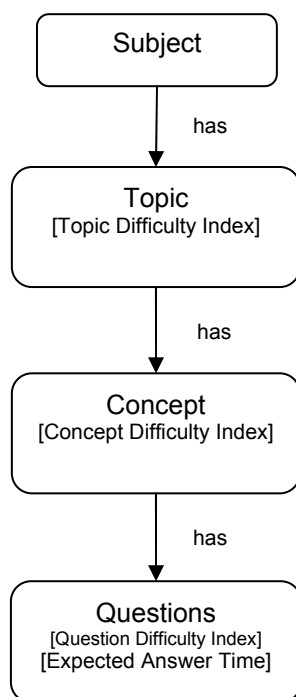 Subject
has
Topic
[Topic Difficulty Index]
has
Concept
[Concept Difficulty Index]
has
Questions
[Question Difficulty Index]
[Expected Answer Time]